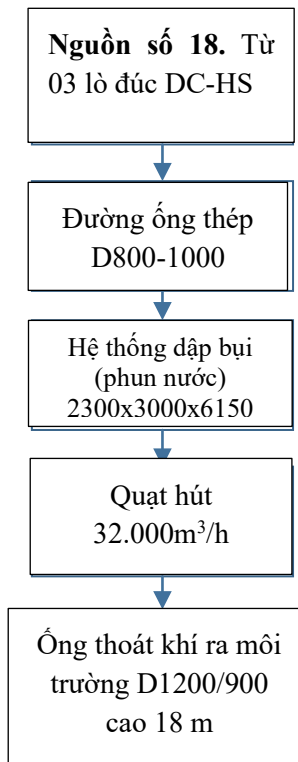 Nguồn số 18. Từ
03 lò đúc DC-HS
Đường ống thép
D800-1000
Hệ thống dập bụi
(phun nước)
2300x3000x6150
Quạt hút
32.000m³/h
Ống thoát khí ra môi
trường D1200/900
cao 18 m